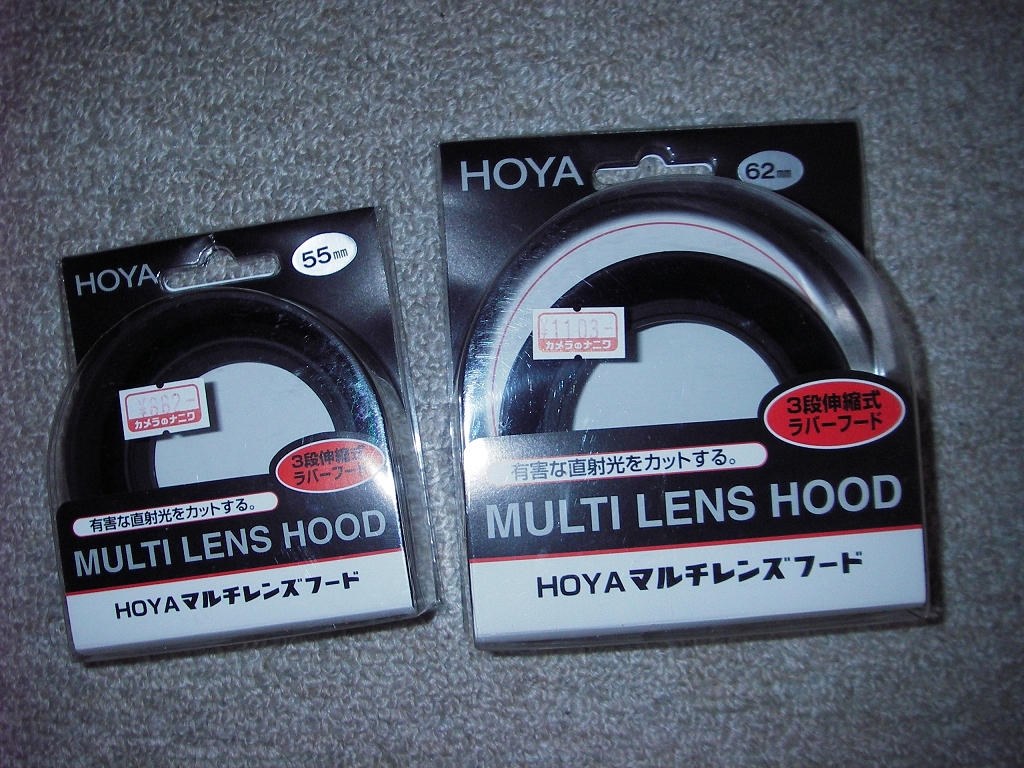 HOYA
55mm
¥662-
カメラのナニワ
3段伸縮式
ラバーフード
有害な直射光をカットする。
MULTI LENS HOOD
HOYAマルチレンズフード
HOYA
62mm
¥1103-
カメラのナニワ
3段伸縮式
ラバーフード
有害な直射光をカットする。
MULTI LENS HOOD
HOYAマルチレンズフード